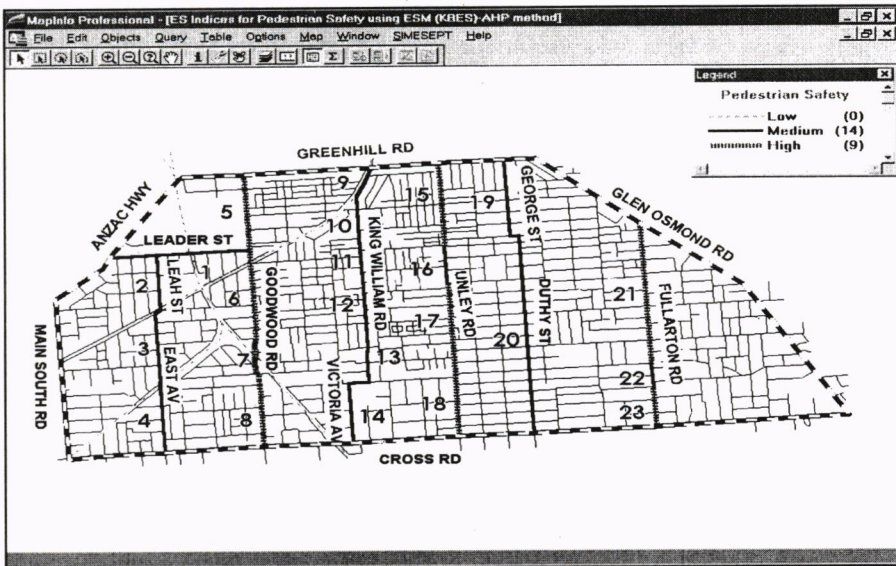 MapInfo Professional - [ES Indices for Pedestrian Safety using ESM (KBES)-AHP method]
File Edit Objects Query Table Options Map Window SIMESEPT Help
Legend
Pedestrian Safety
Low (0)
Medium (14)
High (9)
GREENHILL RD
ANZAC HWY
GLEN OSMOND RD
LEADER ST
LEAH ST
EAST AV
MAIN SOUTH RD
GOODWOOD RD
VICTORIA AV
KING WILLIAM RD
UNLEY RD
GEORGE ST
DUTHY ST
FULLARTON RD
CROSS RD
1
2
3
4
5
6
7
8
9
10
11
12
13
14
15
16
17
18
19
20
21
22
23